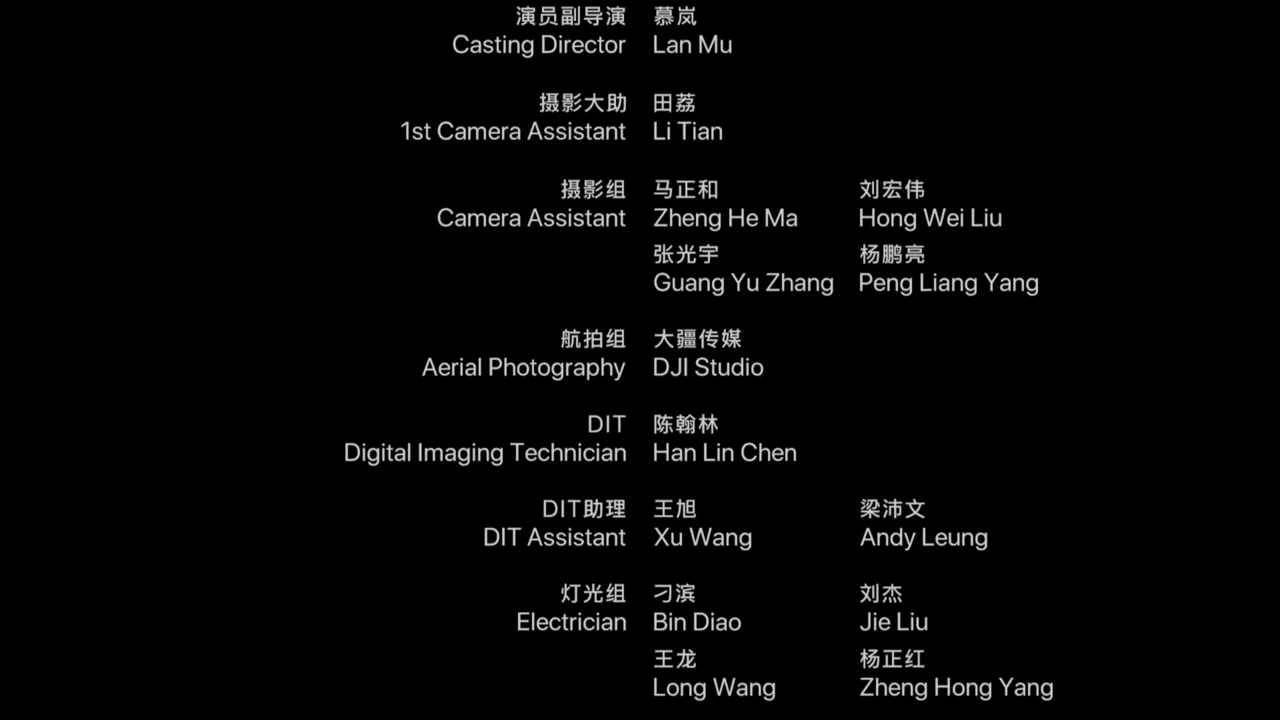 演员副导演 慕岚
Casting Director Lan Mu
摄影大助 田荔
1st Camera Assistant Li Tian
摄影组 马正和 刘宏伟
Camera Assistant Zheng He Ma Hong Wei Liu
张光宇 杨鹏亮
Guang Yu Zhang Peng Liang Yang
航拍组 大疆传媒
Aerial Photography DJI Studio
DIT 陈翰林
Digital Imaging Technician Han Lin Chen
DIT助理 王旭 梁沛文
DIT Assistant Xu Wang Andy Leung
灯光组 刁滨 刘杰
Electrician Bin Diao Jie Liu
王龙 杨正红
Long Wang Zheng Hong Yang